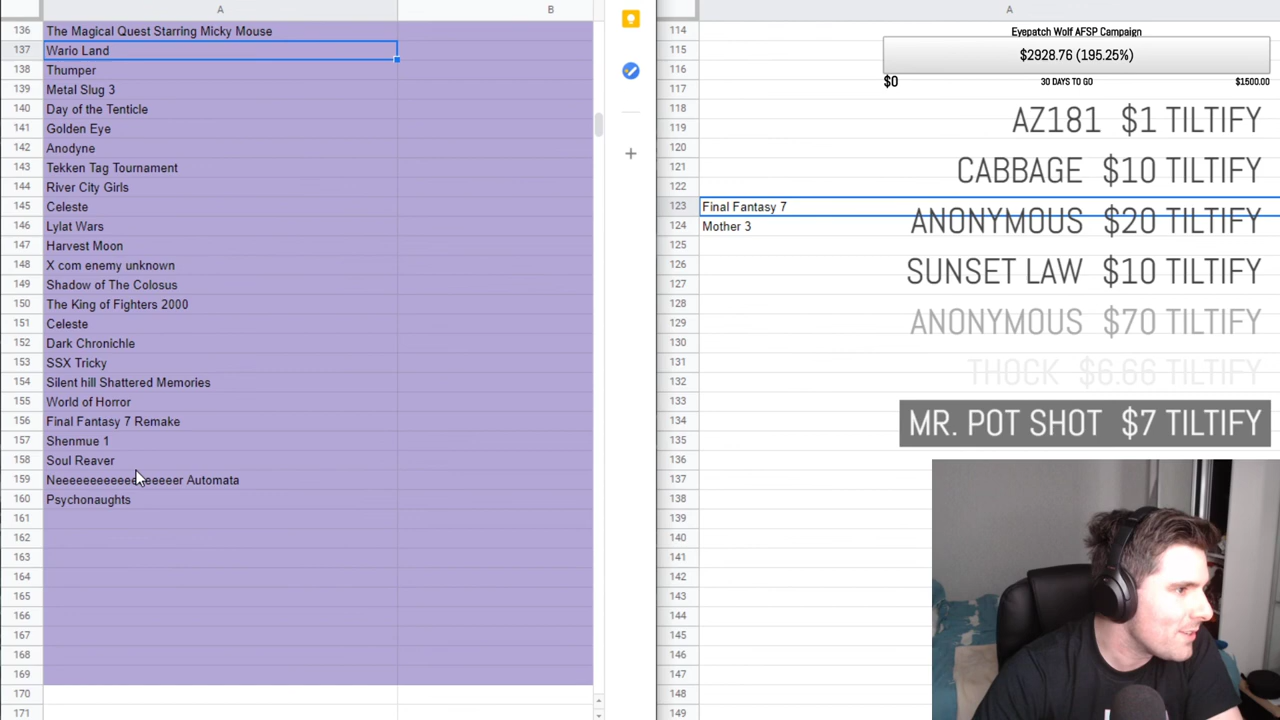 A B
136 The Magical Quest Starring Micky Mouse
137 Wario Land
138 Thumper
139 Metal Slug 3
140 Day of the Tenticle
141 Golden Eye
142 Anodyne
143 Tekken Tag Tournament
144 River City Girls
145 Celeste
146 Lylat Wars
147 Harvest Moon
148 X com enemy unknown
149 Shadow of The Colosus
150 The King of Fighters 2000
151 Celeste
152 Dark Chronichle
153 SSX Tricky
154 Silent hill Shattered Memories
155 World of Horror
156 Final Fantasy 7 Remake
157 Shenmue 1
158 Soul Reaver
159 Automata
160 Psychonaughts
161
162
163
164
165
166
167
168
169
170
171
A
114
115
116
117
118
119
120
121
122
123 Final Fantasy 7
124 Mother 3
125
126
127
128
129
130
131
132
133
134
135
136
137
138
139
140
141
142
143
144
145
146
147
148
149
Eyepatch Wolf AFSP Campaign
$2928.76 (195.25%)
$0 30 DAYS TO GO $1500.00
AZ181 $1 TILTIFY
CABBAGE $10 TILTIFY
ANONYMOUS $20 TILTIFY
SUNSET LAW $10 TILTIFY
ANONYMOUS $70 TILTIFY
THOCK $6.66 TILTIFY
MR. POT SHOT $7 TILTIFY